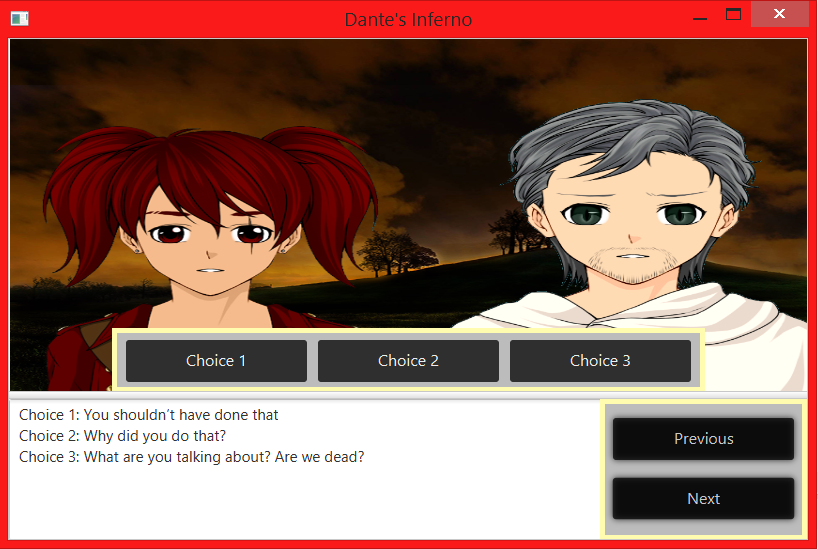 Dante's Inferno
Choice 1
Choice 2
Choice 3
Choice 1: You shouldn't have done that
Choice 2: Why did you do that?
Choice 3: What are you talking about? Are we dead?
Previous
Next